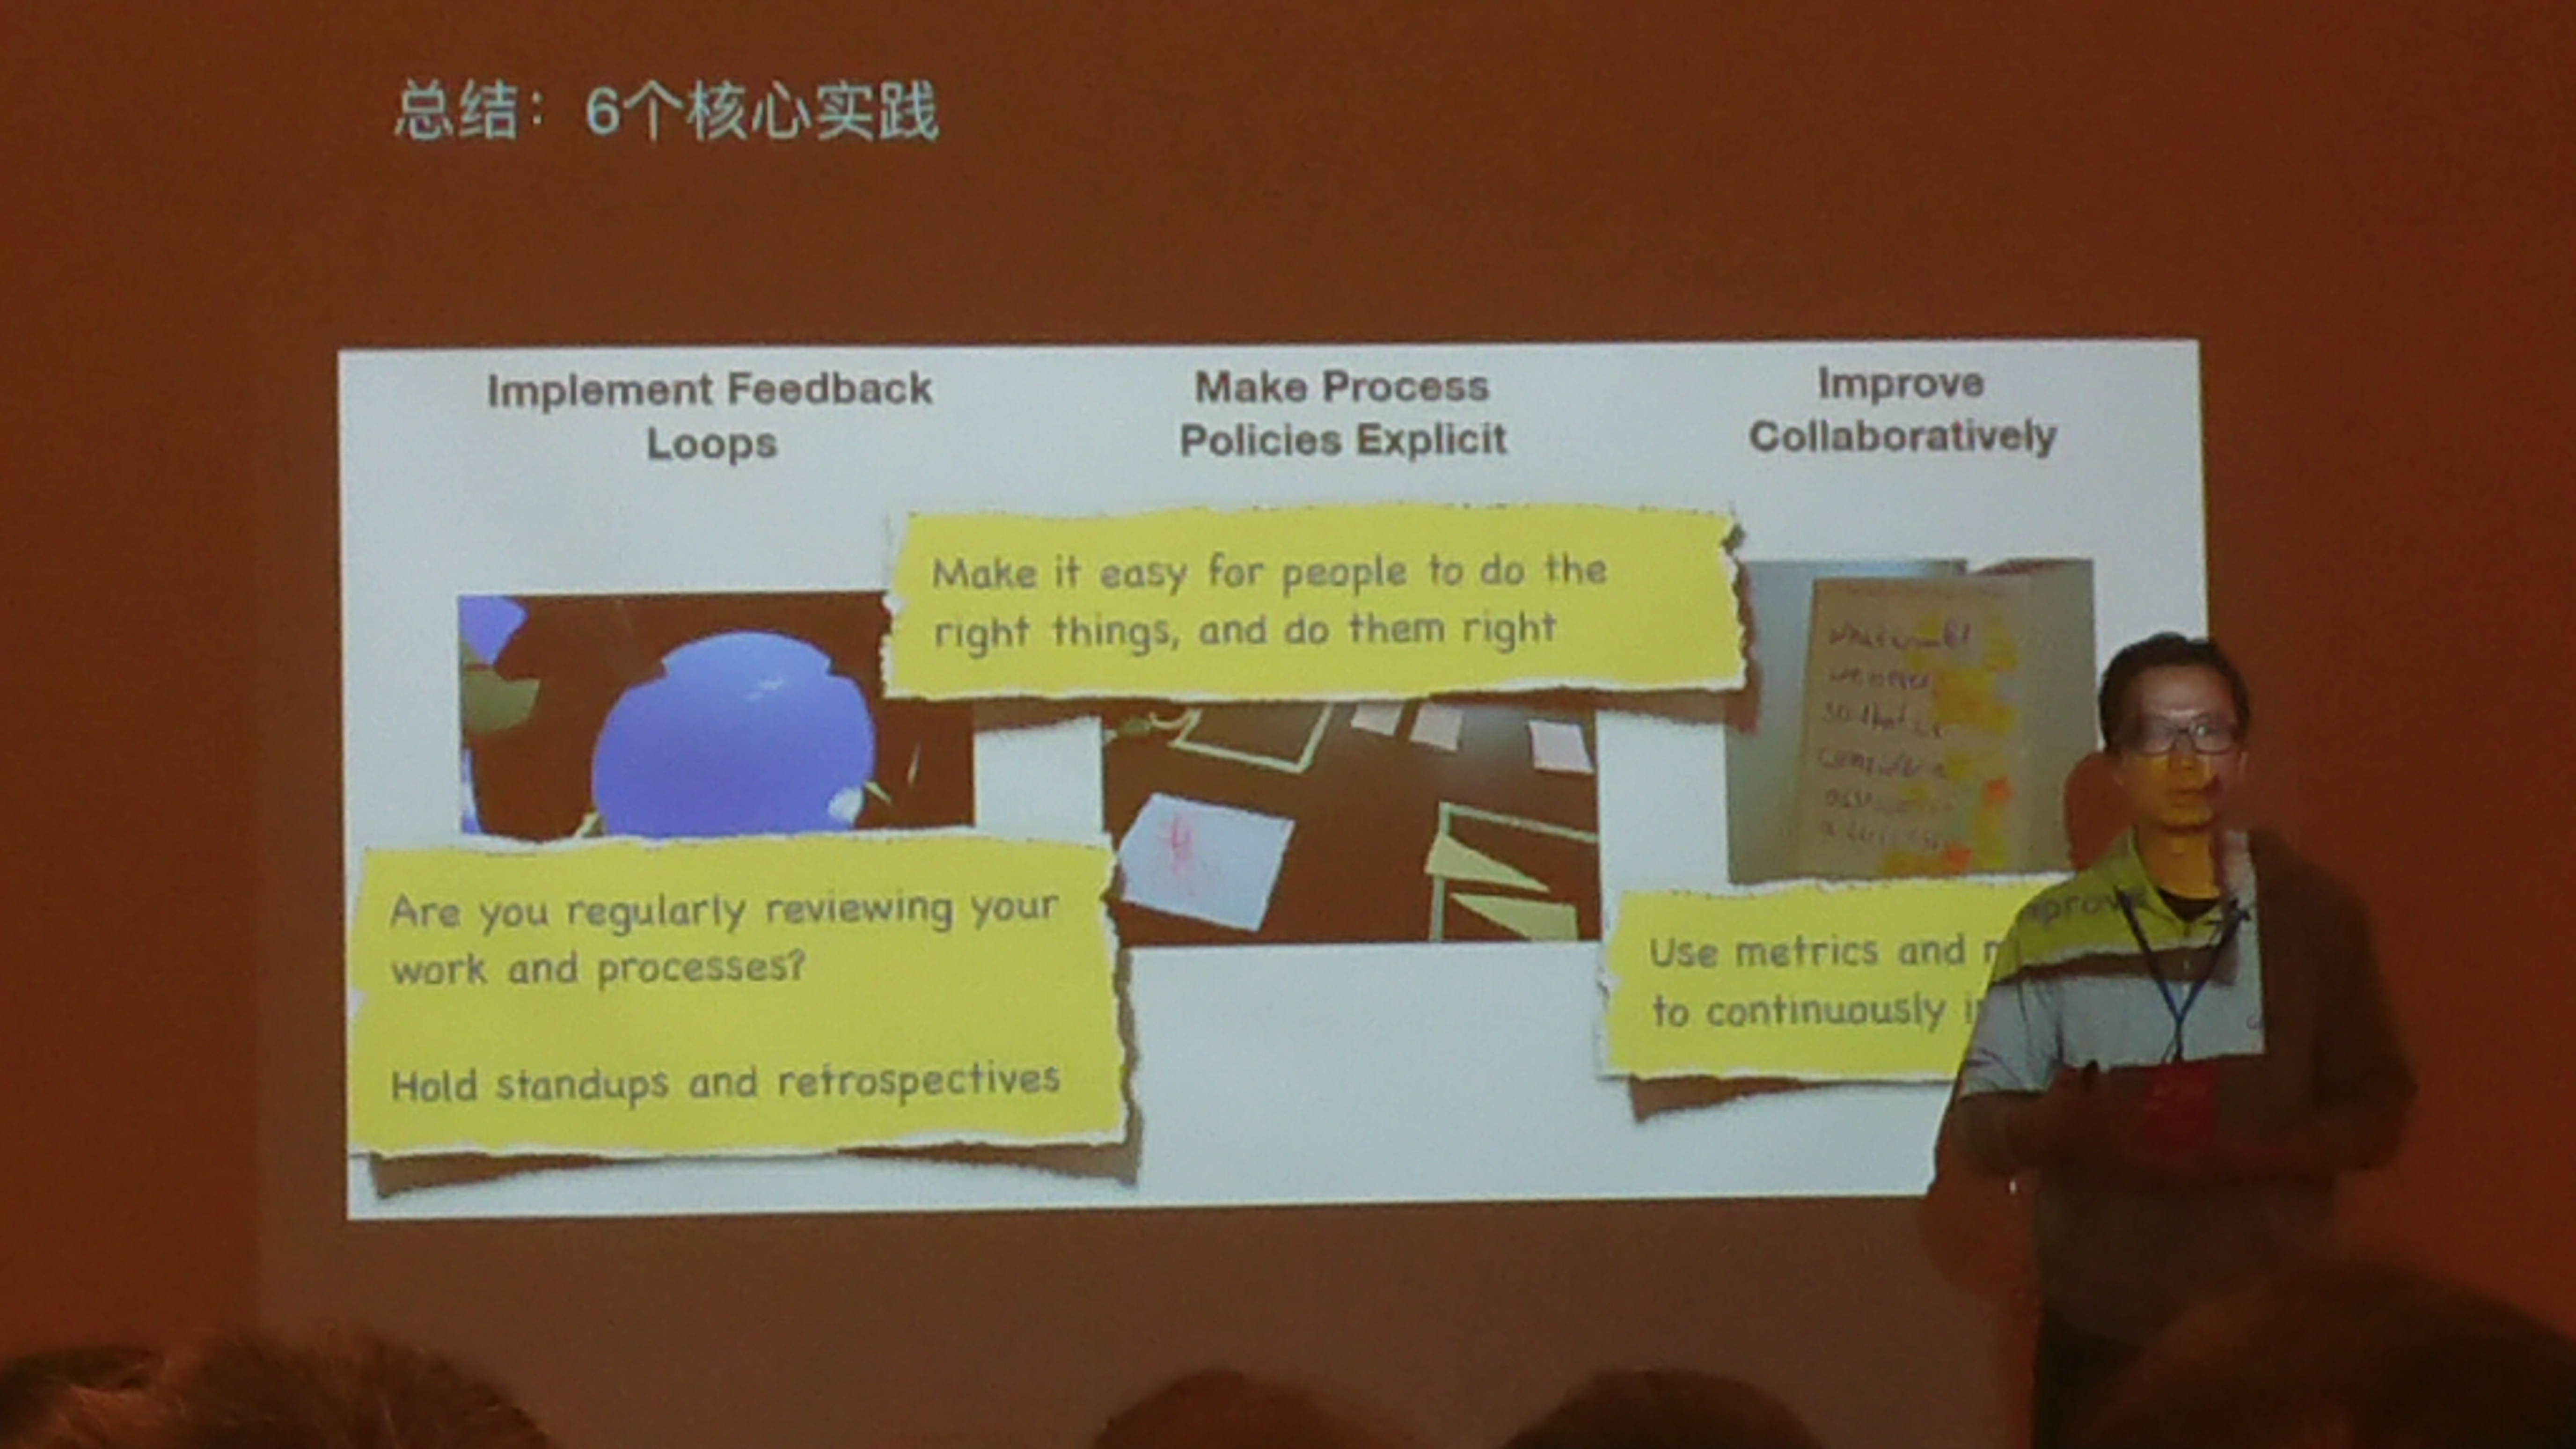 总结：6个核心实践
Implement Feedback
Loops
Make Process
Policies Explicit
Improve
Collaboratively
Make it easy for people to do the
right things, and do them right
Are you regularly reviewing your
work and processes?
Hold standups and retrospectives
Use metrics and
to continuously